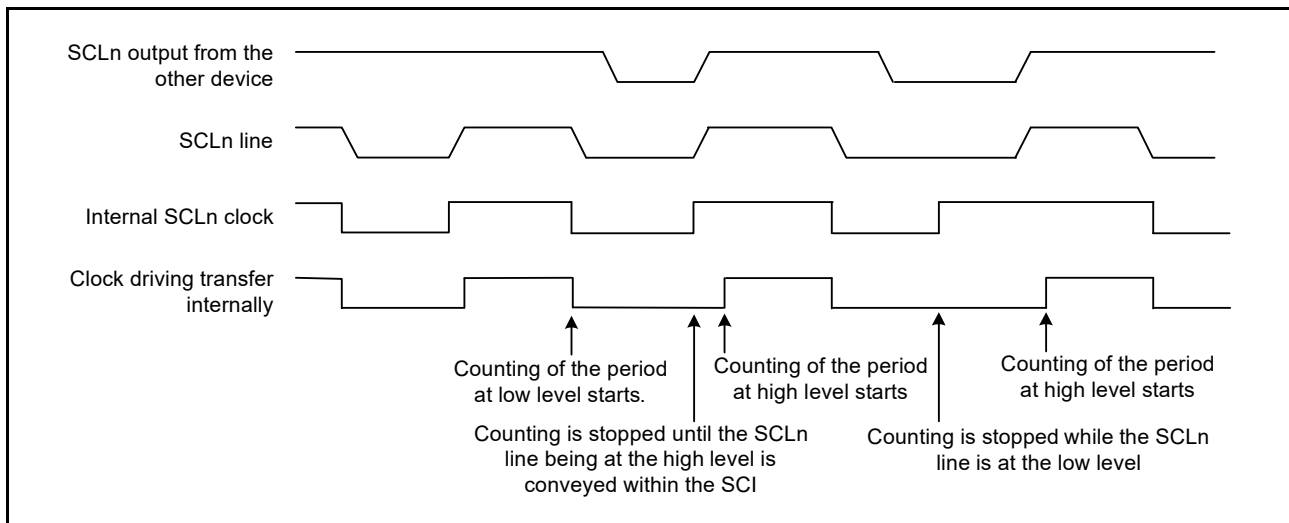 SCLn output from the
other device
SCLn line
Internal SCLn clock
Clock driving transfer
internally
Counting of the period
at low level starts.
Counting of the period
at high level starts
Counting of the period
at high level starts
Counting is stopped until the SCLn
line being at the high level is
conveyed within the SCI
Counting is stopped while the SCLn
line is at the low level